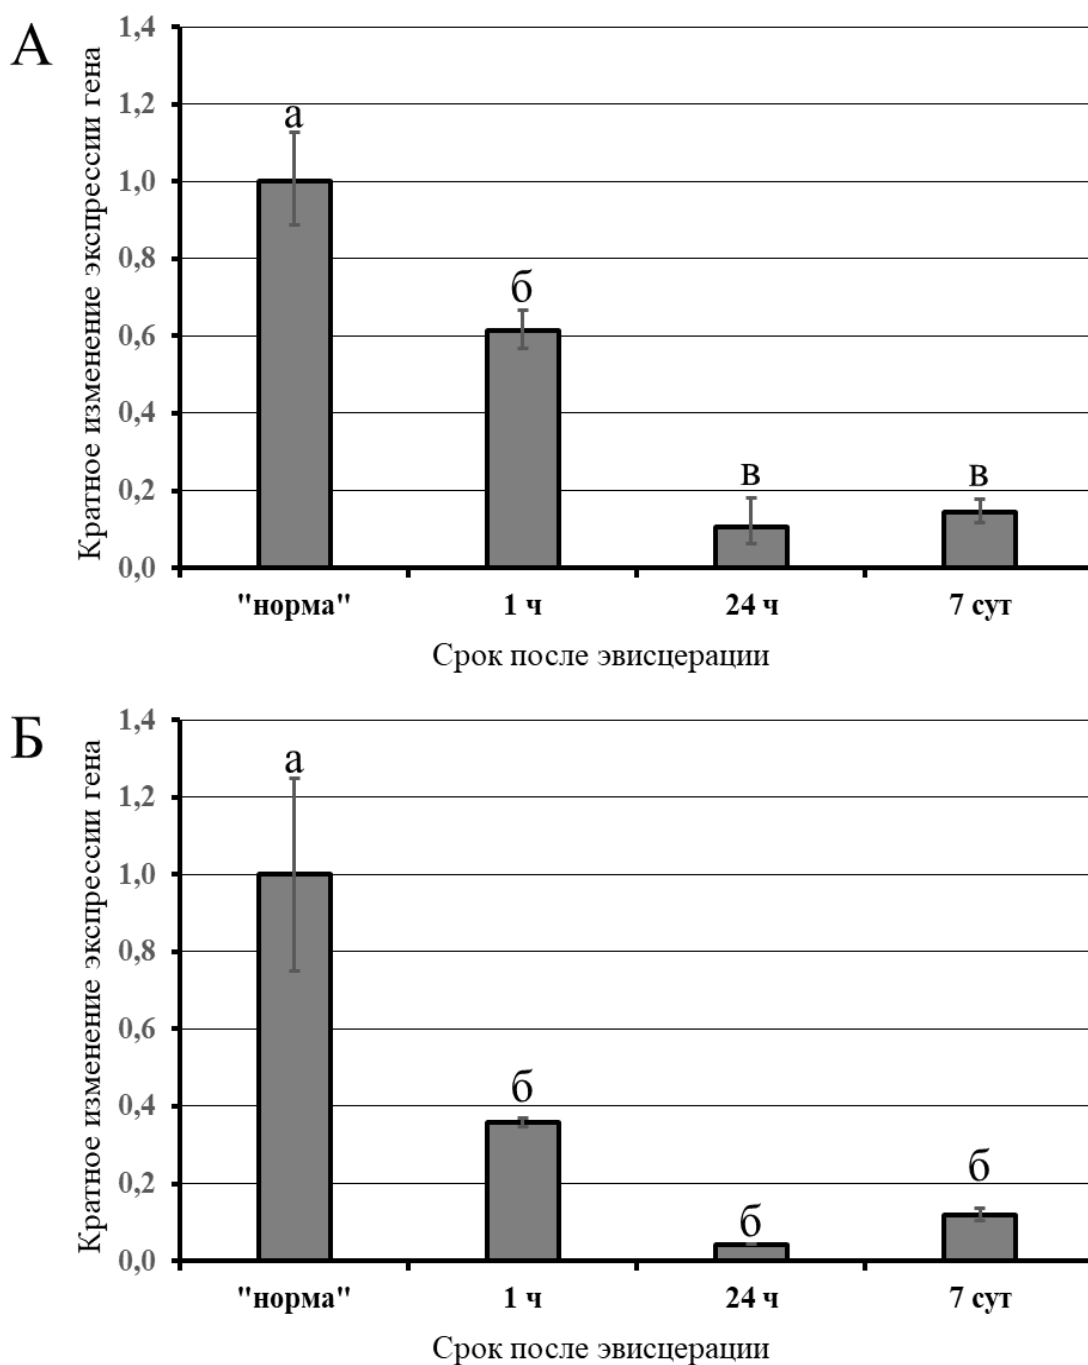 А
Кратное изменение экспрессии гена
1,4
1,2
1,0
0,8
0,6
0,4
0,2
0,0
а
б
в
в
"норма" 1 ч 24 ч 7 сут
Срок после эвисцерации
Б
Кратное изменение экспрессии гена
1,4
1,2
1,0
0,8
0,6
0,4
0,2
0,0
а
б
б
б
"норма" 1 ч 24 ч 7 сут
Срок после эвисцерации